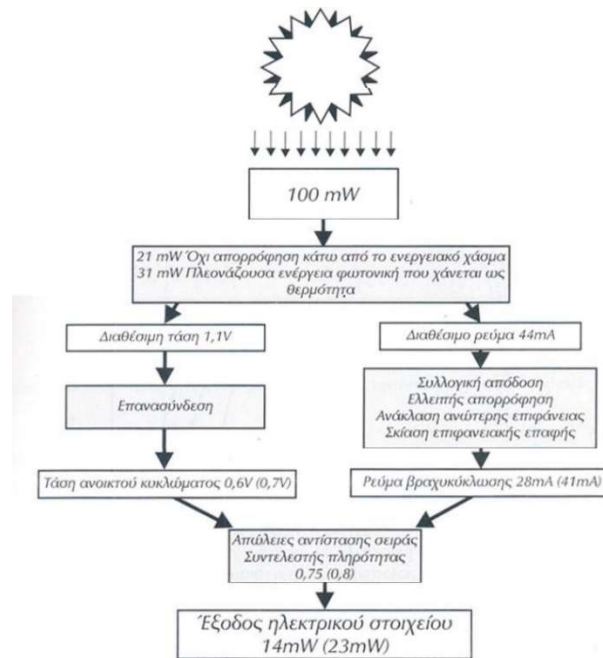 100 mW
21 mW Όχι απορρόφηση κάτω από το ενεργειακό χάσμα
31 mW Πλεονάζουσα ενέργεια φωτονική που χάνεται ως
θερμότητα
Διαθέσιμη τάση 1,1V
Διαθέσιμο ρεύμα 44mA
Επανασύνδεση
Συλλογική απόδοση
Ελλειπής απορρόφηση
Ανάκλαση ανώτερης επιφάνειας
Σκίαση επιφανειακής επαφής
Τάση ανοικτού κυκλώματος 0,6V (0,7V)
Ρεύμα βραχυκύκλωσης 28mA (41mA)
Απώλειες αντίστασης σειράς
Συντελεστής πληρότητας
0,75 (0,8)
Έξοδος ηλεκτρικού στοιχείου
14mW (23mW)